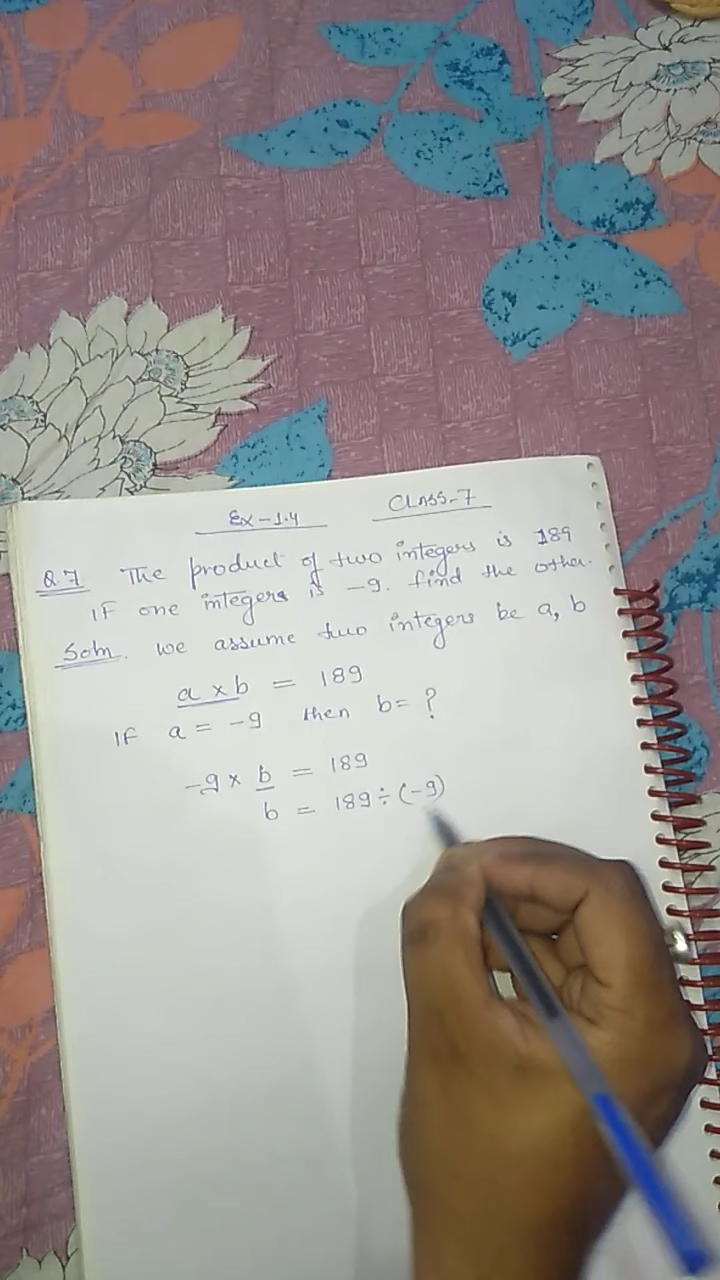 Ex-1.4 CLASS-7
Q.7 The product of two integers is 189
IF one integers is -9. find the other.
Soln. we assume two integers be a, b
a × b = 189
IF a = -9 then b = ?
-9 × b = 189
b = 189 ÷ (-9)